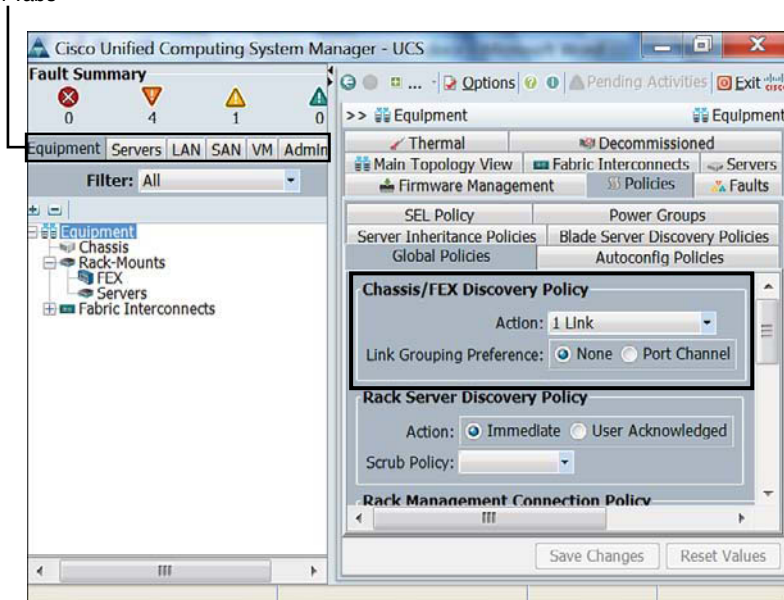 Tabs
Cisco Unified Computing System Manager - UCS
Fault Summary
0 4 1 0
Options 0 Pending Activities Exit cisco
>> Equipment Equipment
Equipment Servers LAN SAN VM Admin
Filter: All
Equipment
Chassis
Rack-Mounts
FEX
Servers
Fabric Interconnects
Thermal Decommissioned
Main Topology View Fabric Interconnects Servers
Firmware Management Policies Faults
SEL Policy Power Groups
Server Inheritance Policies Blade Server Discovery Policies
Global Policies Autoconfig Policies
Chassis/FEX Discovery Policy
Action: 1 Link
Link Grouping Preference: None Port Channel
Rack Server Discovery Policy
Action: Immediate User Acknowledged
Scrub Policy:
Rack Management Connection Policy
Save Changes Reset Values